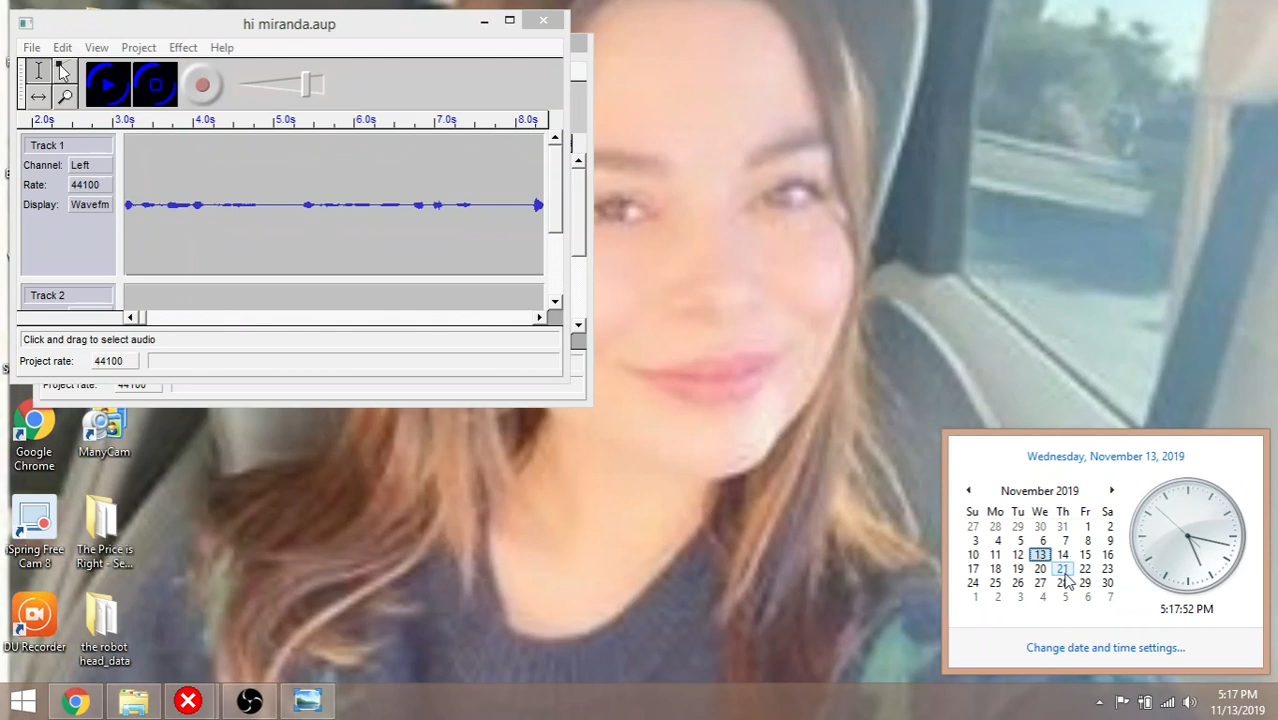 hi miranda.aup
File Edit View Project Effect Help
2.0s 3.0s 4.0s 5.0s 6.0s 7.0s 8.0s
Track 1
Channel: Left
Rate: 44100
Display: Wavefm
Track 2
Click and drag to select audio
Project rate: 44100
Project rate: 44100
Google Chrome
ManyCam
iSpring Free Cam 8
The Price is Right - Se...
DU Recorder
the robot head_data
Wednesday, November 13, 2019
November 2019
Su Mo Tu We Th Fr Sa
27 28 29 30 31 1 2
3 4 5 6 7 8 9
10 11 12 13 14 15 16
17 18 19 20 21 22 23
24 25 26 27 28 29 30
1 2 3 4 5 6 7
5:17:52 PM
Change date and time settings...
5:17 PM
11/13/2019